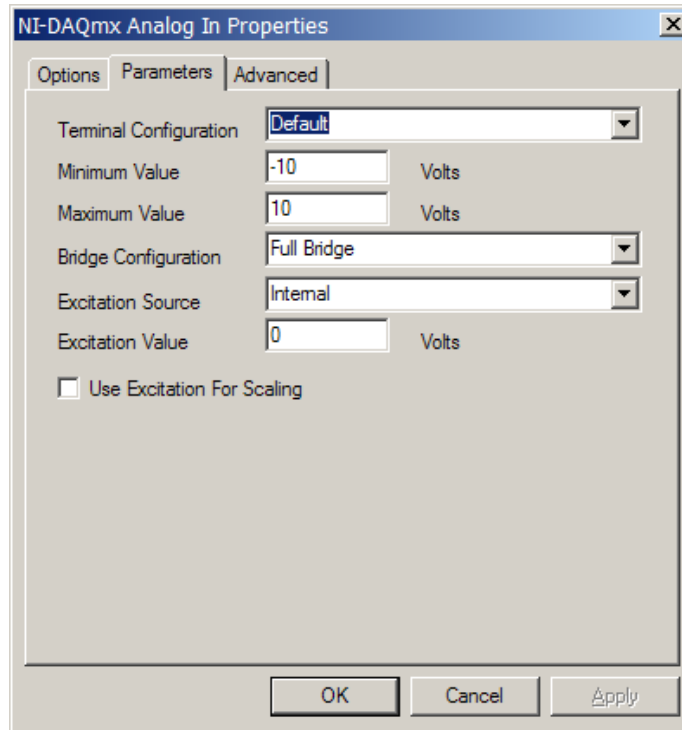 NI-DAQmx Analog In Properties
Options Parameters Advanced
Terminal Configuration Default
Minimum Value -10 Volts
Maximum Value 10 Volts
Bridge Configuration Full Bridge
Excitation Source Internal
Excitation Value 0 Volts
Use Excitation For Scaling
OK Cancel Apply